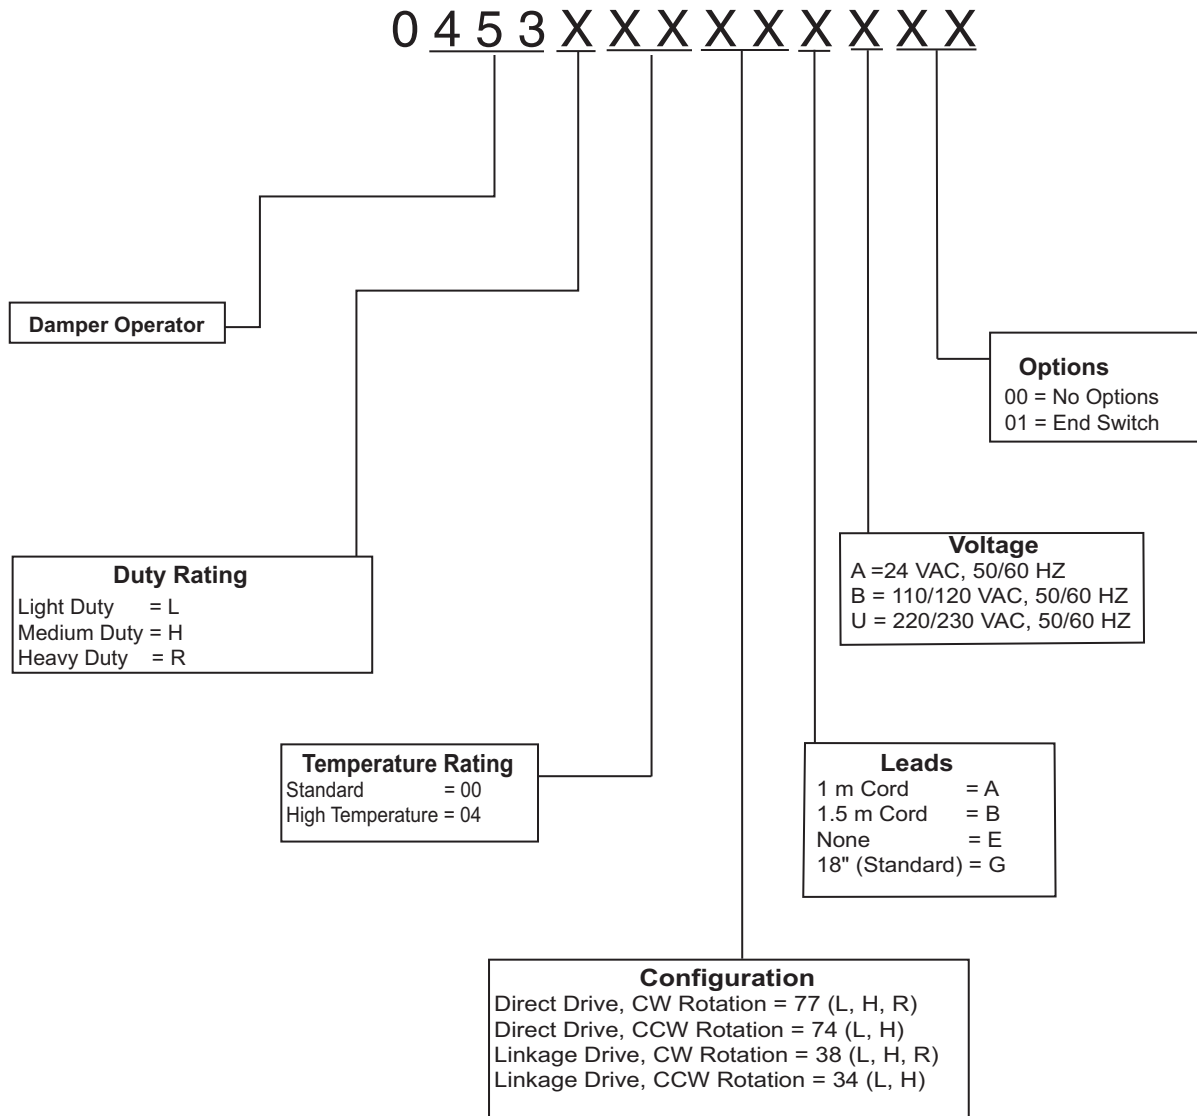 0 4 5 3 X X X X X X X X X
Damper Operator
Options
00 = No Options
01 = End Switch
Duty Rating
Light Duty = L
Medium Duty = H
Heavy Duty = R
Voltage
A =24 VAC, 50/60 HZ
B = 110/120 VAC, 50/60 HZ
U = 220/230 VAC, 50/60 HZ
Temperature Rating
Standard = 00
High Temperature = 04
Leads
1 m Cord = A
1.5 m Cord = B
None = E
18" (Standard) = G
Configuration
Direct Drive, CW Rotation = 77 (L, H, R)
Direct Drive, CCW Rotation = 74 (L, H)
Linkage Drive, CW Rotation = 38 (L, H, R)
Linkage Drive, CCW Rotation = 34 (L, H)